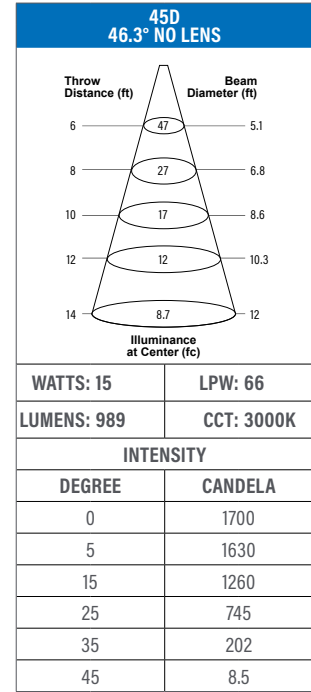 45D
46.3° NO LENS
Throw Beam
Distance (ft) Diameter (ft)
6 47 5.1
8 27 6.8
10 17 8.6
12 12 10.3
14 8.7 12
Illuminance
at Center (fc)
WATTS: 15 LPW: 66
LUMENS: 989 CCT: 3000K
INTENSITY
DEGREE CANDELA
0 1700
5 1630
15 1260
25 745
35 202
45 8.5